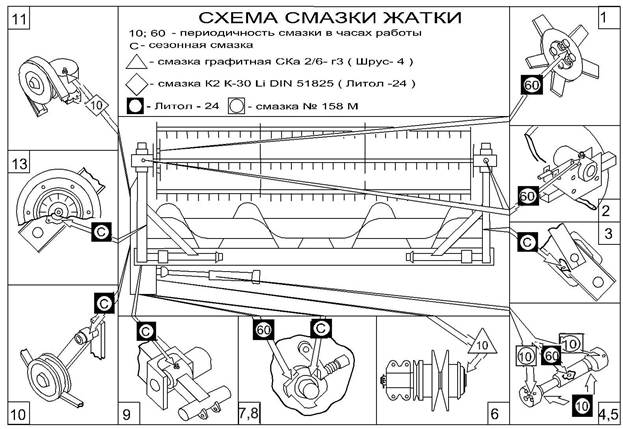 11
СХЕМА СМАЗКИ ЖАТКИ
1
10; 60 - периодичность смазки в часах работы
С - сезонная смазка
- смазка графитная СКа 2/6- г3 ( Шрус- 4 )
- смазка К2 К-30 Li DIN 51825 ( Литол -24 )
- Литол - 24
- смазка № 158 М
10
60
13
С
60
2
3
С
С
10
С
60
С
10
10
60
10
10
10
9
7,8
6
4,5